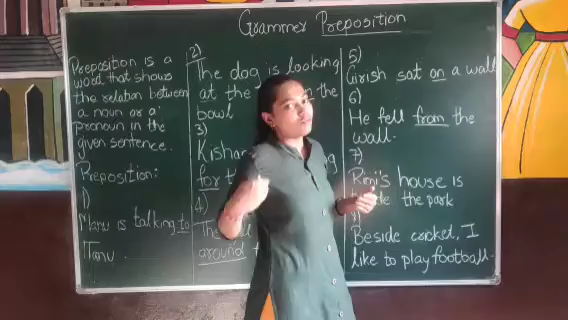 Grammer Preposition
Preposition is a
word that shows
the relation between
a noun or a
pronoun in the
given sentence.
Preposition:
1)
Manu is talking to
Tanu
2)
The dog is looking
at the
the
bowl
3)
for
4)
around
5)
Girish sat on a wall
6)
He fell from the
wall.
7)
Rimi's house is
the park
Beside cricket, I
like to play football.